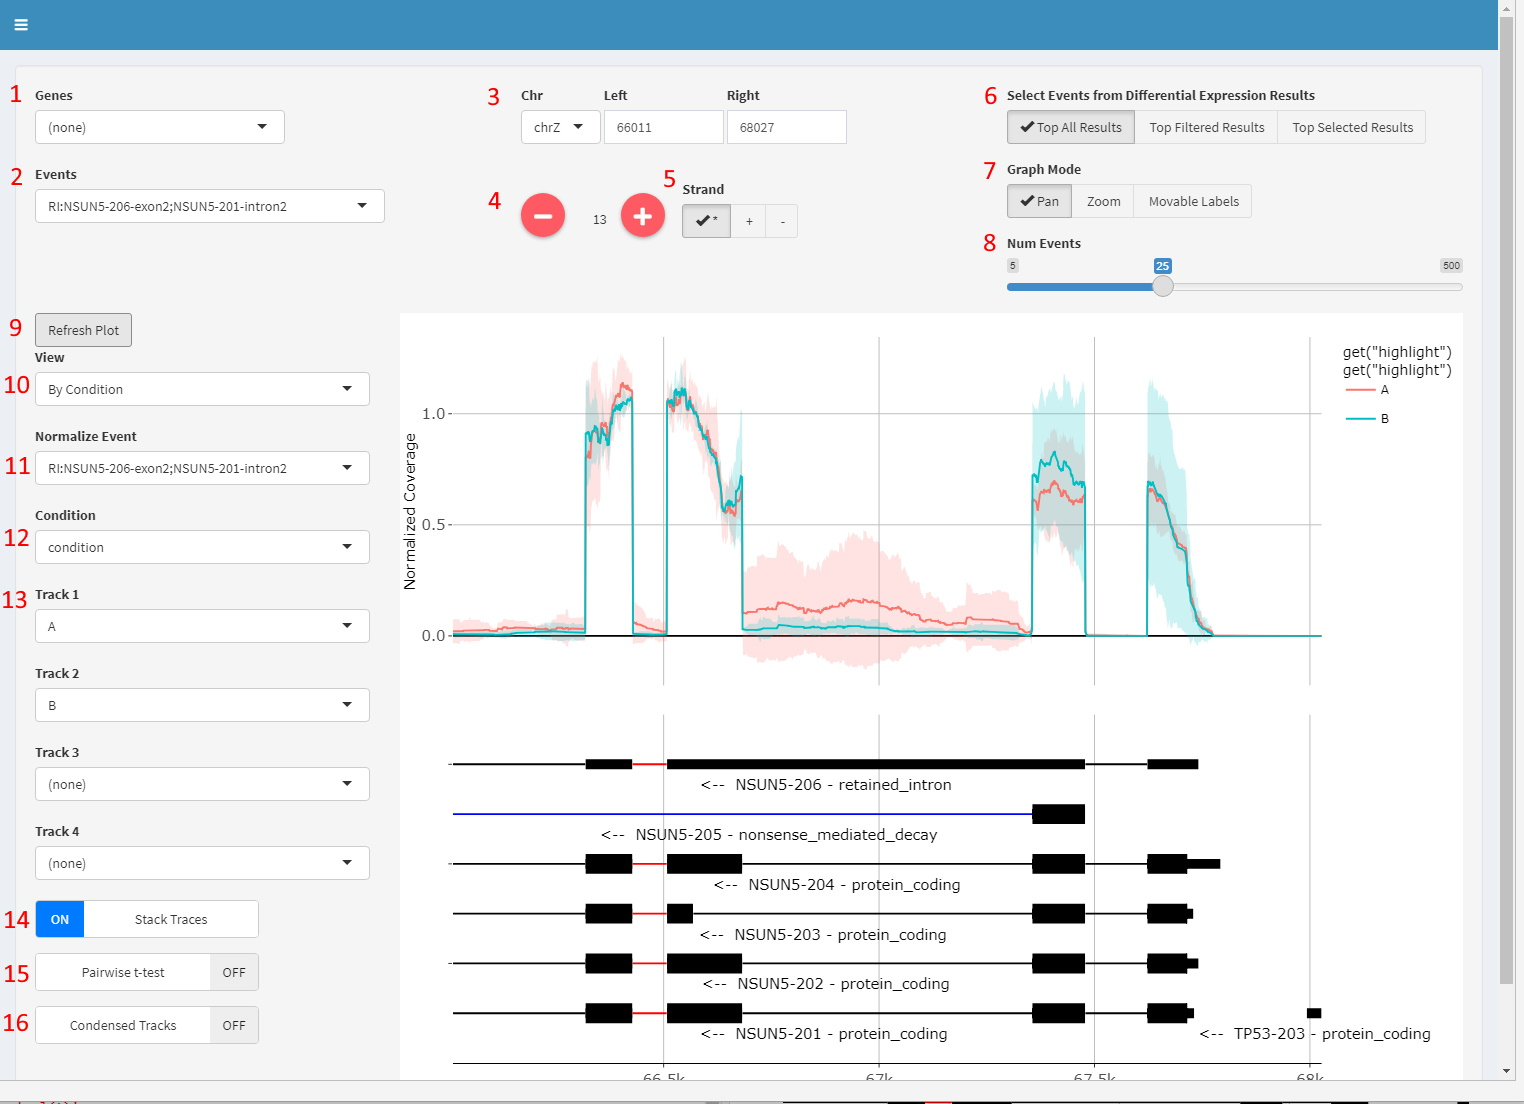 1 Genes
(none)
2 Events
RI:NSUN5-206-exon2;NSUN5-201-intron2
3 Chr Left Right
chrZ 66011 68027
4 13
5 Strand
* + -
6 Select Events from Differential Expression Results
Top All Results Top Filtered Results Top Selected Results
7 Graph Mode
Pan Zoom Movable Labels
8 Num Events
5 25 500
9 Refresh Plot
View
10 By Condition
Normalize Event
11 RI:NSUN5-206-exon2;NSUN5-201-intron2
Condition
12 condition
13 Track 1
A
Track 2
B
Track 3
(none)
Track 4
(none)
14 ON Stack Traces
15 Pairwise t-test OFF
16 Condensed Tracks OFF
get("highlight")
get("highlight")
A
B
Normalized Coverage
1.0
0.5
0.0
<-- NSUN5-206 - retained_intron
<-- NSUN5-205 - nonsense_mediated_decay
<-- NSUN5-204 - protein_coding
<-- NSUN5-203 - protein_coding
<-- NSUN5-202 - protein_coding
<-- NSUN5-201 - protein_coding
<-- TP53-203 - protein_coding
66.5k 67k 67.5k 68k